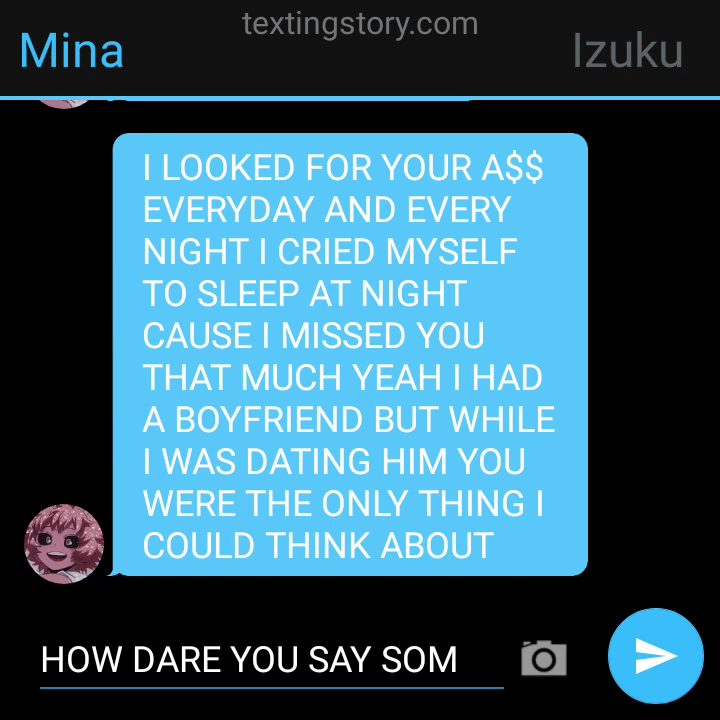 textingstory.com
Mina
Izuku
I LOOKED FOR YOUR A$$
EVERYDAY AND EVERY
NIGHT I CRIED MYSELF
TO SLEEP AT NIGHT
CAUSE I MISSED YOU
THAT MUCH YEAH I HAD
A BOYFRIEND BUT WHILE
I WAS DATING HIM YOU
WERE THE ONLY THING I
COULD THINK ABOUT
HOW DARE YOU SAY SOM